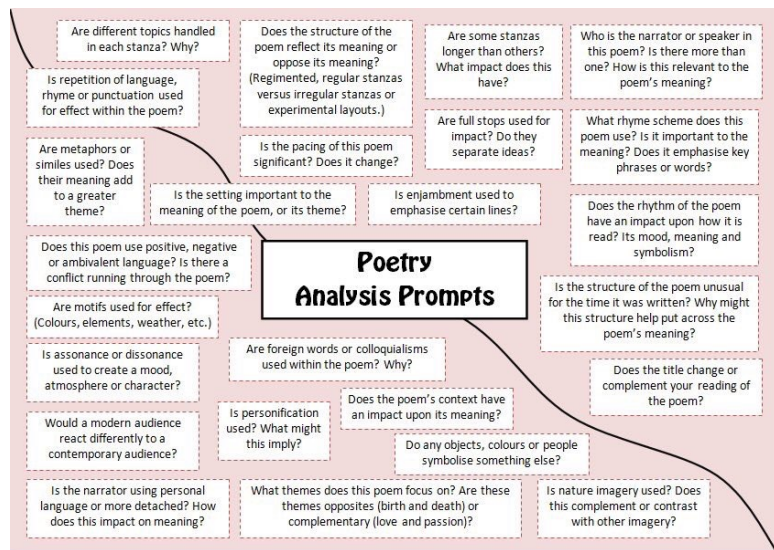 Are different topics handled
in each stanza? Why?
Does the structure of the
poem reflect its meaning or
oppose its meaning?
(Regimented, regular stanzas
versus irregular stanzas or
experimental layouts.)
Are some stanzas
longer than others?
What impact does this
have?
Who is the narrator or speaker in
this poem? Is there more than
one? How is this relevant to the
poem's meaning?
Is repetition of language,
rhyme or punctuation used
for effect within the poem?
Are full stops used for
impact? Do they
separate ideas?
What rhyme scheme does this
poem use? Is it important to the
meaning? Does it emphasise key
phrases or words?
Are metaphors or
similes used? Does
their meaning add
to a greater
theme?
Is the pacing of this poem
significant? Does it change?
Is the setting important to the
meaning of the poem, or its theme?
Is enjambment used to
emphasise certain lines?
Does the rhythm of the poem
have an impact upon how it is
read? Its mood, meaning and
symbolism?
Does this poem use positive, negative
or ambivalent language? Is there a
conflict running through the poem?
Poetry
Analysis Prompts
Is the structure of the poem unusual
for the time it was written? Why might
this structure help put across the
poem's meaning?
Are motifs used for effect?
(Colours, elements, weather, etc.)
Is assonance or dissonance
used to create a mood,
atmosphere or character?
Are foreign words or colloquialisms
used within the poem? Why?
Does the title change or
complement your reading of
the poem?
Does the poem's context have
an impact upon its meaning?
Is personification
used? What might
this imply?
Would a modern audience
react differently to a
contemporary audience?
Do any objects, colours or people
symbolise something else?
Is the narrator using personal
language or more detached? How
does this impact on meaning?
What themes does this poem focus on? Are these
themes opposites (birth and death) or
complementary (love and passion)?
Is nature imagery used? Does
this complement or contrast
with other imagery?